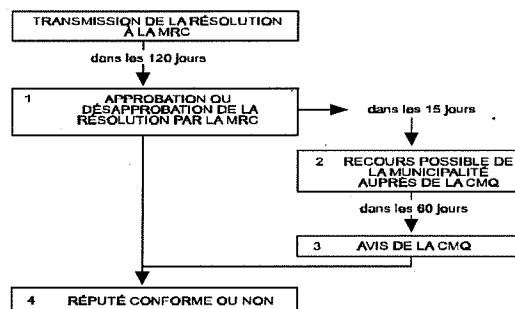 TRANSMISSION DE LA RÉSOLUTION
À LA MRC
dans les 120 jours
1 APPROBATION OU
DÉSAPPROBATION DE LA
RÉSOLUTION PAR LA MRC
dans les 15 jours
2 RECOURS POSSIBLE DE
LA MUNICIPALITÉ
AUPRÈS DE LA CMQ
dans les 60 jours
3 AVIS DE LA CMQ
4 RÉPUTÉ CONFORME OU NON